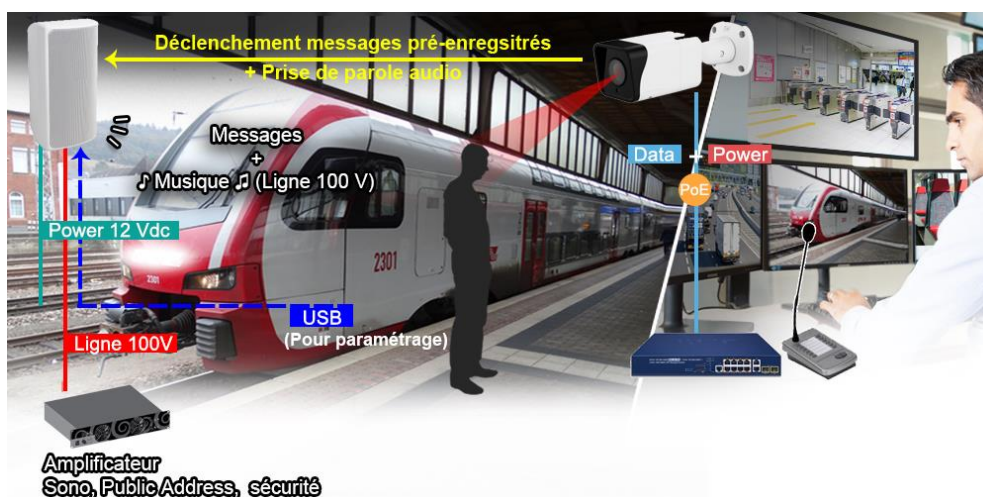 Déclenchement messages pré-enregsitrés
+ Prise de parole audio
Messages
+
♪ Musique ♫ (Ligne 100 V)
Data + Power
PoE
Power 12 Vdc
2301
USB
(Pour paramétrage)
Ligne 100V
Amplificateur
Sono, Public Address, sécurité